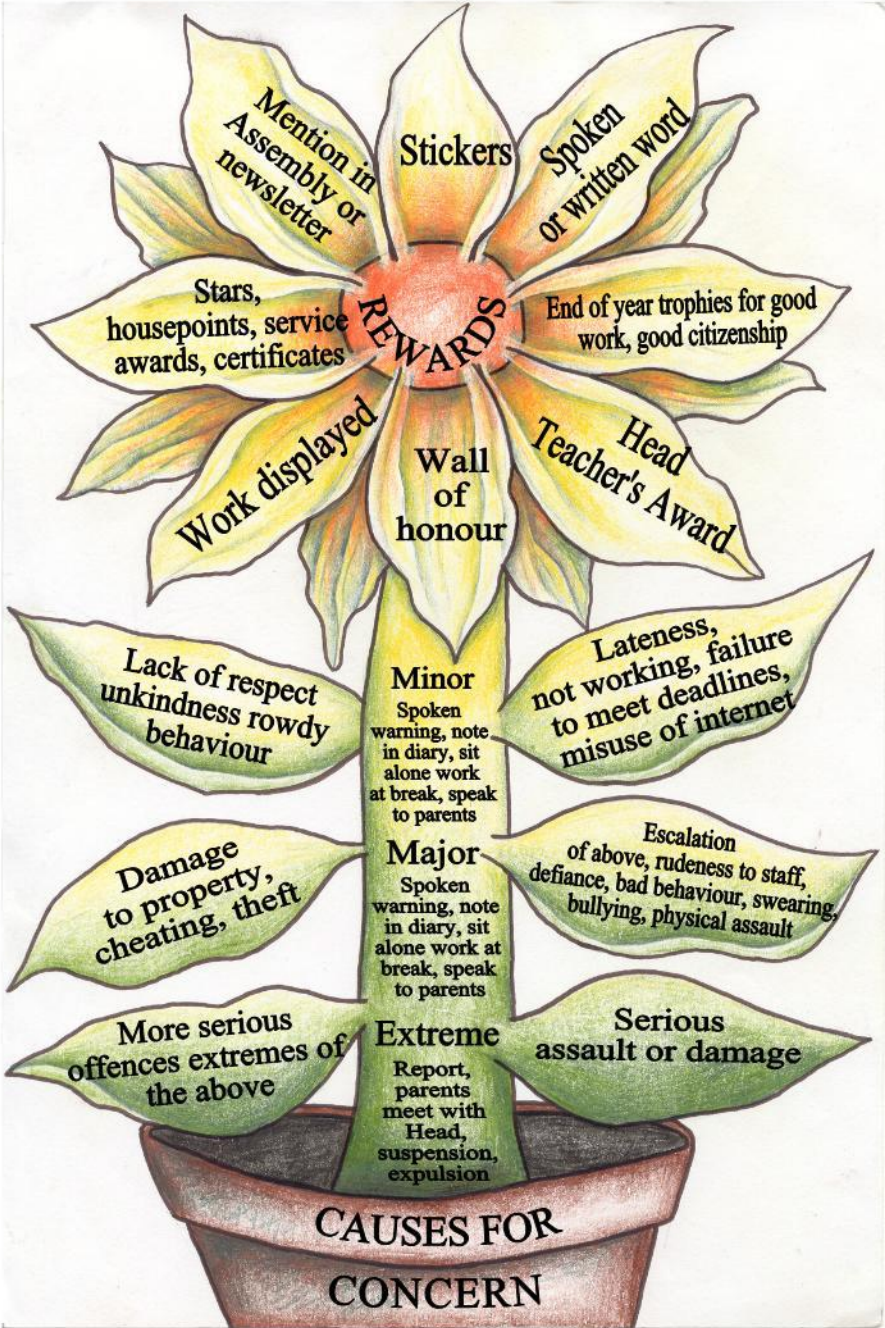 Mention in
Assembly or
newsletter
Stickers
Spoken
or written word
Stars,
housepoints, service
awards, certificates
REWARDS
End of year trophies for good
work, good citizenship
Work displayed
Wall
of
honour
Head
Teacher's Award
Lack of respect
unkindness rowdy
behaviour
Minor
Spoken
warning, note
in diary, sit
alone work
at break, speak
to parents
Lateness,
not working, failure
to meet deadlines,
misuse of internet
Damage
to property,
cheating, theft
Major
Spoken
warning, note
in diary, sit
alone work at
break, speak
to parents
Escalation
of above, rudeness to staff,
defiance, bad behaviour, swearing,
bullying, physical assault
More serious
offences extremes of
the above
Extreme
Report,
parents
meet with
Head,
suspension,
expulsion
Serious
assault or damage
CAUSES FOR
CONCERN